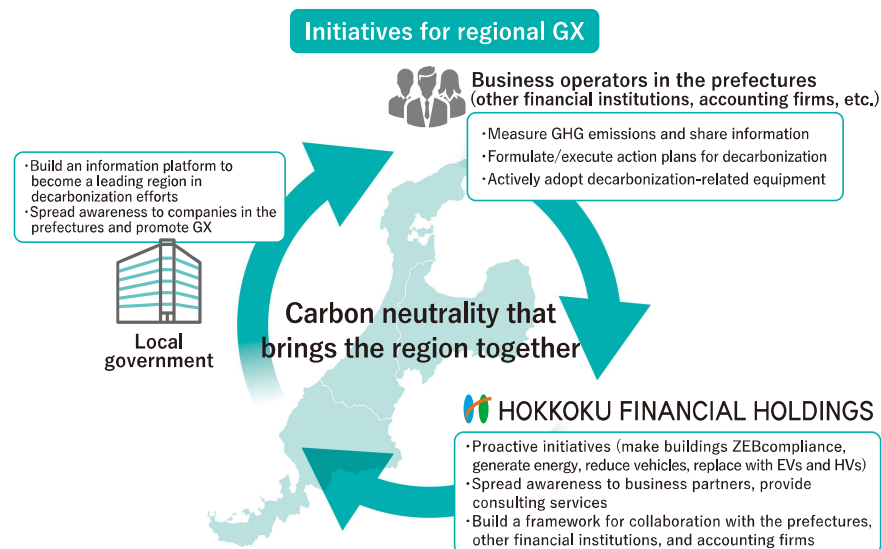 Initiatives for regional GX
Business operators in the prefectures
(other financial institutions, accounting firms, etc.)
・Measure GHG emissions and share information
・Formulate/execute action plans for decarbonization
・Actively adopt decarbonization-related equipment
・Build an information platform to
become a leading region in
decarbonization efforts
・Spread awareness to companies in the
prefectures and promote GX
Local
government
Carbon neutrality that
brings the region together
HOKKOKU FINANCIAL HOLDINGS
・Proactive initiatives (make buildings ZEBcompliance,
generate energy, reduce vehicles, replace with EVs and HVs)
・Spread awareness to business partners, provide
consulting services
・Build a framework for collaboration with the prefectures,
other financial institutions, and accounting firms